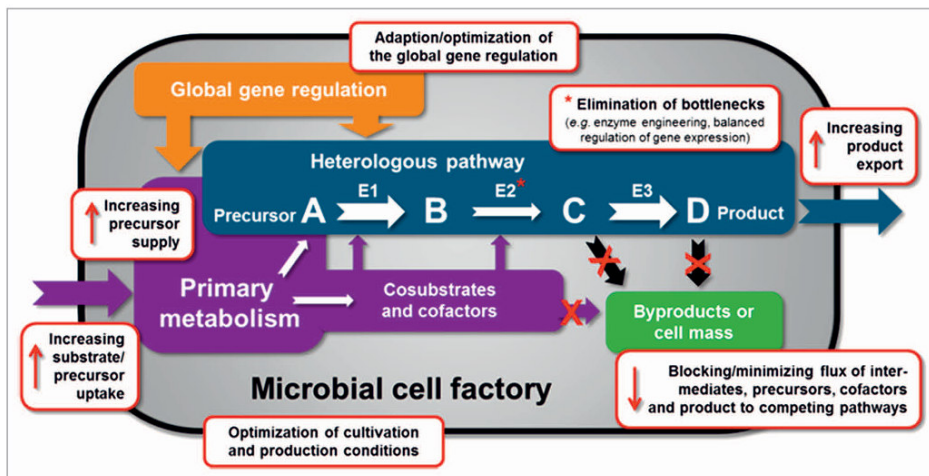 Adaption/optimization of
the global gene regulation
Global gene regulation
* Elimination of bottlenecks
(e.g. enzyme engineering, balanced
regulation of gene expression)
Increasing
product
export
Heterologous pathway
E1
E2*
E3
Precursor A
B
C
D Product
Increasing
precursor
supply
Primary
metabolism
Cosubstrates
and cofactors
Byproducts or
cell mass
Increasing
substrate/
precursor
uptake
Microbial cell factory
Blocking/minimizing flux of inter-
mediates, precursors, cofactors
and product to competing pathways
Optimization of cultivation
and production conditions